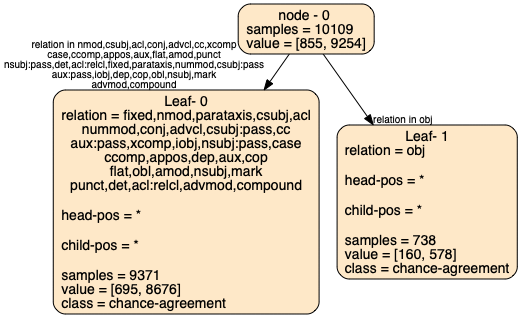 node - 0
samples = 10109
value = [855, 9254]
relation in nmod,csubj,acl,conj,advcl,cc,xcomp
case,ccomp,appos,aux,flat,amod,punct
nsubj:pass,det,acl:relcl,fixed,parataxis,nummod,csubj:pass
aux:pass,iobj,dep,cop,obl,nsubj,mark
advmod,compound
relation in obj
Leaf- 0
relation = fixed,nmod,parataxis,csubj,acl
nummod,conj,advcl,csubj:pass,cc
aux:pass,xcomp,iobj,nsubj:pass,case
ccomp,appos,dep,aux,cop
flat,obl,amod,nsubj,mark
punct,det,acl:relcl,advmod,compound
head-pos = *
child-pos = *
samples = 9371
value = [695, 8676]
class = chance-agreement
Leaf- 1
relation = obj
head-pos = *
child-pos = *
samples = 738
value = [160, 578]
class = chance-agreement